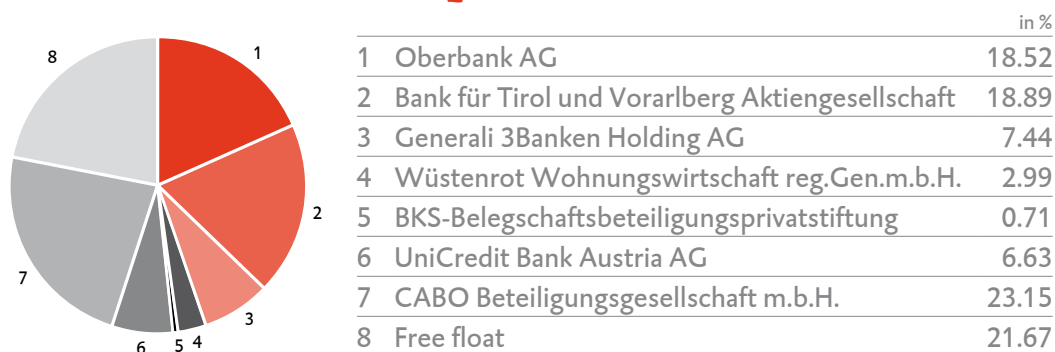 in %
1 Oberbank AG 18.52
2 Bank für Tirol und Vorarlberg Aktiengesellschaft 18.89
3 Generali 3Banken Holding AG 7.44
4 Wüstenrot Wohnungswirtschaft reg.Gen.m.b.H. 2.99
5 BKS-Belegschaftsbeteiligungsprivatstiftung 0.71
6 UniCredit Bank Austria AG 6.63
7 CABO Beteiligungsgesellschaft m.b.H. 23.15
8 Free float 21.67
8
1
2
7
3
6
5
4